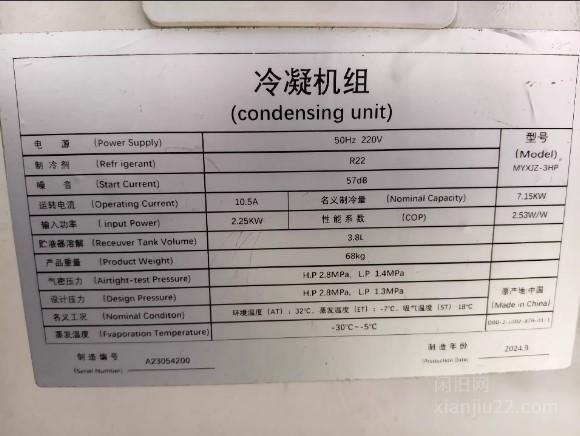 冷凝机组
(condensing unit)
电 源 (Power Supply) 50Hz 220V
型号
(Model)
MYXJZ-3HP
制冷剂 (Refr igerant) R22
噪 音 (Start Current) 57dB
运转电流 (Operating Current) 10.5A 名义制冷量 (Nominal Capacity) 7.15KW
输入功率 ( input Power) 2.25KW 性能系数 (COP) 2.53W/W
贮液器溶解 (Receuver Tank Volume) 3.8L
产品重量 (Product Weight) 68kg
气密压力 (Airtight-test Pressure) H.P 2.8MPa, L.P 1.4MPa
设计压力 (Design Pressure) H.P 2.8MPa, L.P 1.3MPa
原产地:中国
(Made in China)
名义工况 (Nominal Conditon) 环境温度 (AT) : 32℃, 蒸发温度 (ET) : -7℃, 吸气温度 (ST) :18℃
蒸发温度 (Fvaporation Temperature) -30℃~-5℃
制造编号 A23054200
(Serial Number)
制造年份 2024.9
(Production Date)
闲旧网
xianjiu22.com